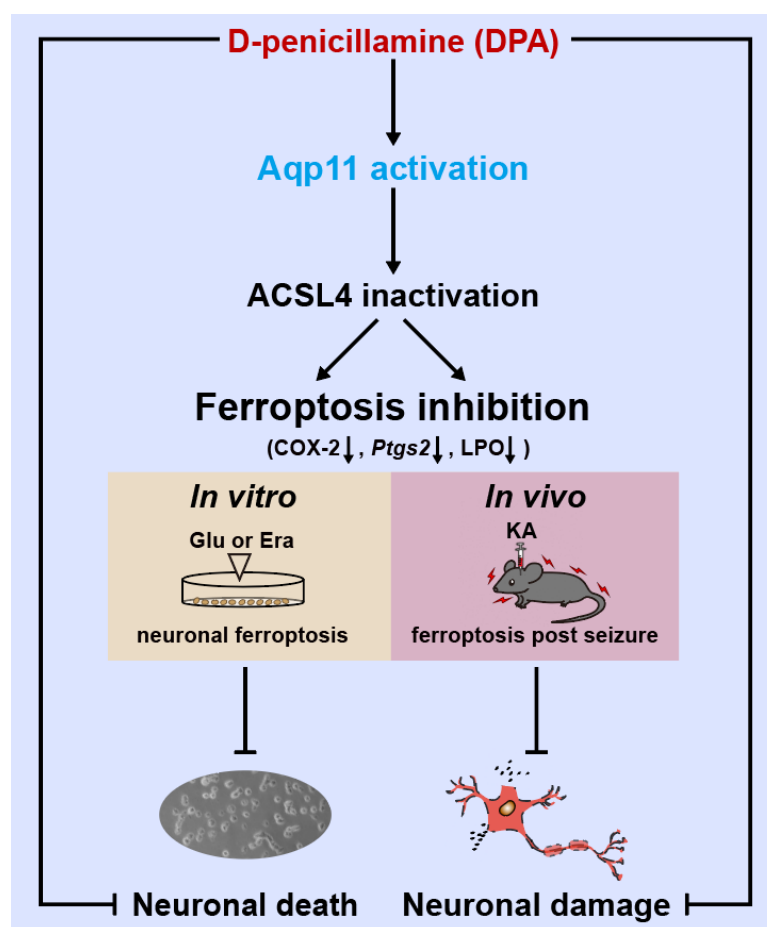 D-penicillamine (DPA)
Aqp11 activation
ACSL4 inactivation
Ferroptosis inhibition
(COX-2↓, Ptgs2↓, LPO↓)
In vitro
Glu or Era
neuronal ferroptosis
In vivo
KA
ferroptosis post seizure
Neuronal death
Neuronal damage